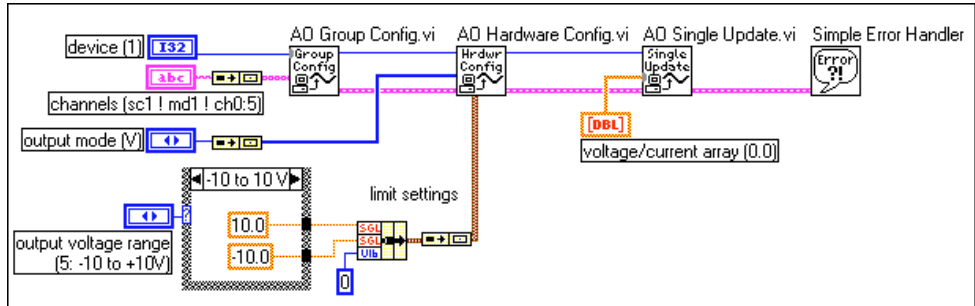 AO Group Config.vi
AO Hardware Config.vi
AO Single Update.vi
Simple Error Handler
device (1)
I32
Group
Config
Hrdwr
Config
Single
Update
Error
?!
abc
channels (sc1 ! md1 ! ch0:5)
output mode (V)
[DBL]
voltage/current array (0.0)
-10 to 10 V
limit settings
?
10.0
-10.0
SGL
SGL
U16
0
output voltage range
(5: -10 to +10V)